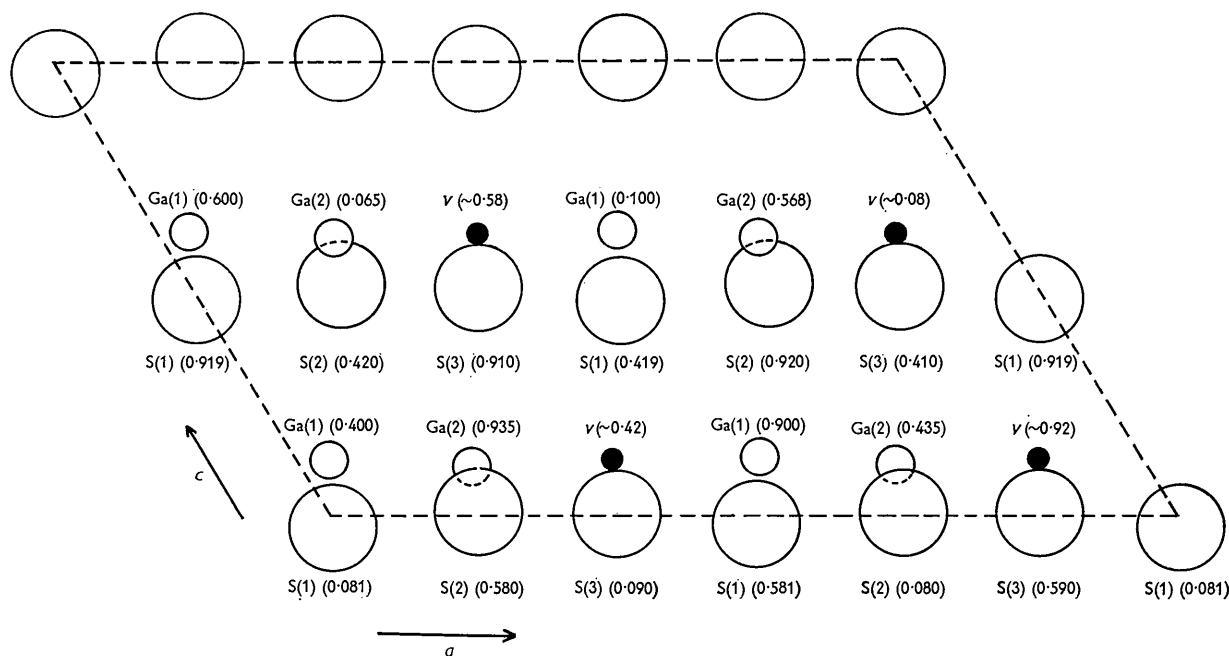 Ga(1) (0·600) Ga(2) (0·065) v (~0·58) Ga(1) (0·100) Ga(2) (0·568) v (~0·08)
S(1) (0·919) S(2) (0·420) S(3) (0·910) S(1) (0·419) S(2) (0·920) S(3) (0·410) S(1) (0·919)
Ga(1) (0·400) Ga(2) (0·935) v (~0·42) Ga(1) (0·900) Ga(2) (0·435) v (~0·92)
c
S(1) (0·081) S(2) (0·580) S(3) (0·090) S(1) (0·581) S(2) (0·080) S(3) (0·590) S(1) (0·081)
a